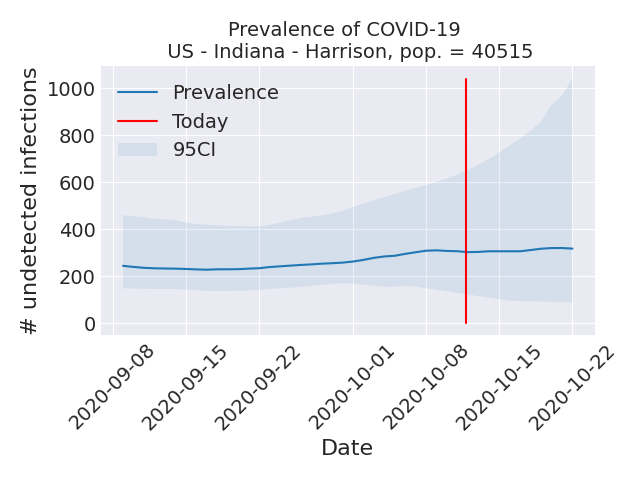 Prevalence of COVID-19
US - Indiana - Harrison, pop. = 40515
# undetected infections
1000
800
600
400
200
0
Prevalence
Today
95CI
2020-09-08
2020-09-15
2020-09-22
2020-10-01
2020-10-08
2020-10-15
2020-10-22
Date